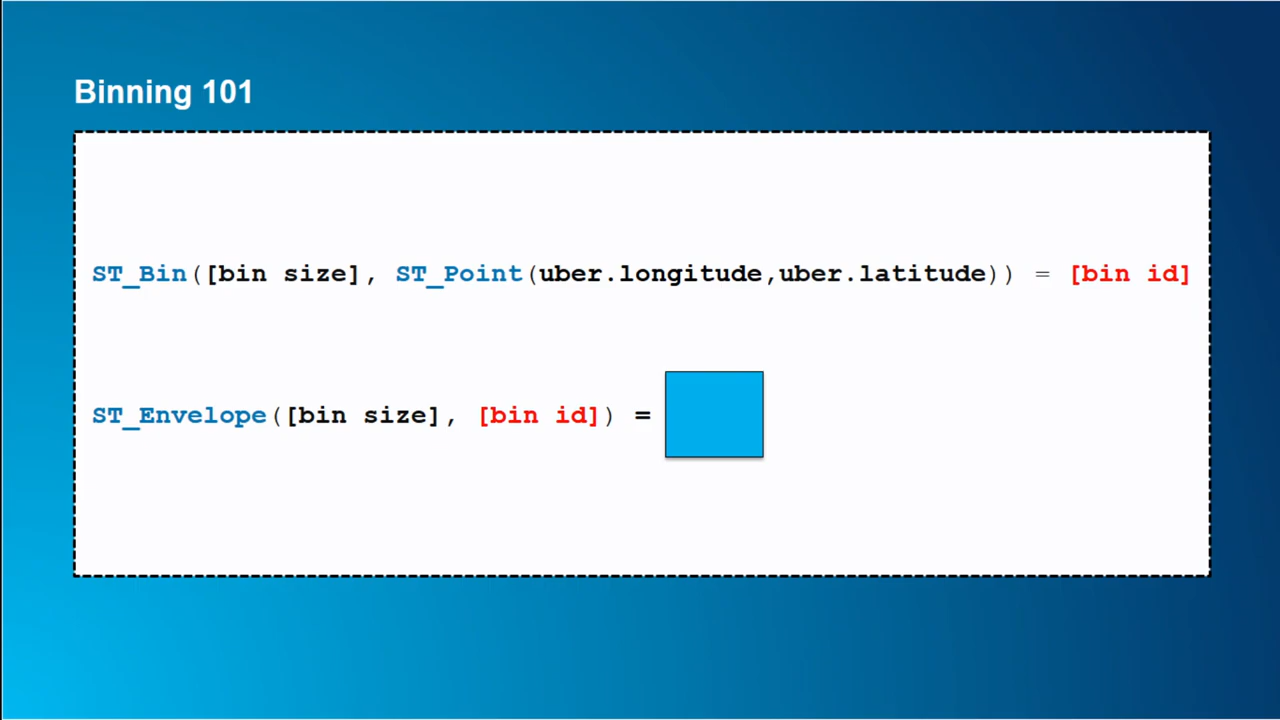 Binning 101
ST_Bin([bin size], ST_Point(uber.longitude,uber.latitude)) = [bin id]
ST_Envelope([bin size], [bin id]) =